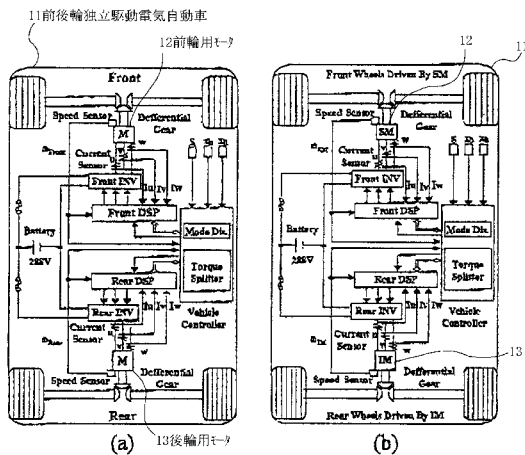 11前後輪独立駆動電気自動車
12前輪用モータ
Front
Speed Sensor
M
Differential
Gear
Current
Sensor
w
Front INV
Iu Iv Iw
Front DSP
Battery
288V
Mode Div.
Torque
Splitter
Rear DSP
Iu Iv Iw
Rear INV
Vehicle
Controller
Current
Sensor
w
M
Speed Sensor
Differential
Gear
Rear
(a)
13後輪用モータ
12
11
Front Wheels Driven By SM
Speed Sensor
SM
Differential
Gear
Current
Sensor
w
Front INV
Iu Iv Iw
Front DSP
Battery
288V
Mode Div.
Torque
Splitter
Rear DSP
Iu Iv Iw
Rear INV
Vehicle
Controller
Current
Sensor
w
IM
13
Speed Sensor
Defferential
Gear
Rear Wheels Driven By IM
(b)